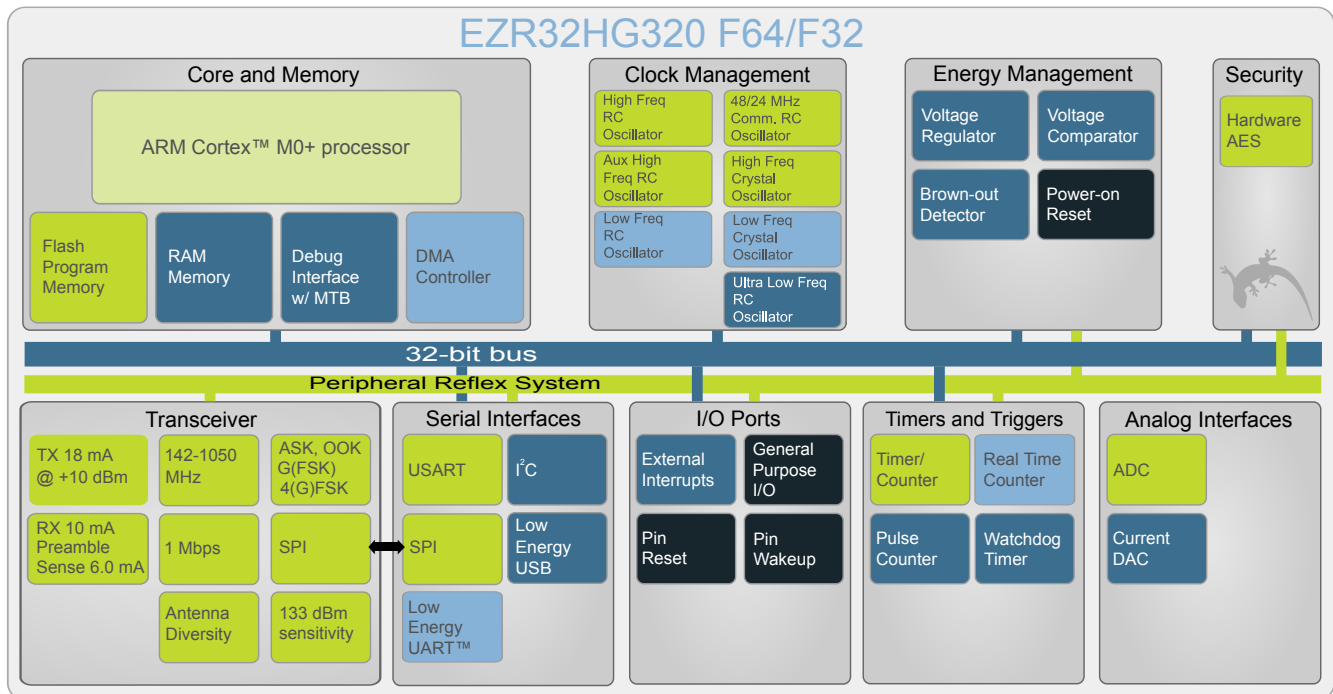 EZR32HG320 F64/F32
Core and Memory
ARM Cortex™ M0+ processor
Flash
Program
Memory
RAM
Memory
Debug
Interface
w/ MTB
DMA
Controller
Clock Management
High Freq
RC
Oscillator
48/24 MHz
Comm. RC
Oscillator
Aux High
Freq RC
Oscillator
High Freq
Crystal
Oscillator
Low Freq
RC
Oscillator
Low Freq
Crystal
Oscillator
Ultra Low Freq
RC
Oscillator
Energy Management
Voltage
Regulator
Voltage
Comparator
Brown-out
Detector
Power-on
Reset
Security
Hardware
AES
32-bit bus
Peripheral Reflex System
Transceiver
TX 18 mA
@ +10 dBm
142-1050
MHz
ASK, OOK
G(FSK)
4(G)FSK
RX 10 mA
Preamble
Sense 6.0 mA
1 Mbps
SPI
Antenna
Diversity
133 dBm
sensitivity
Serial Interfaces
USART
I²C
SPI
Low
Energy
USB
Low
Energy
UART™
I/O Ports
External
Interrupts
General
Purpose
I/O
Pin
Reset
Pin
Wakeup
Timers and Triggers
Timer/
Counter
Real Time
Counter
Pulse
Counter
Watchdog
Timer
Analog Interfaces
ADC
Current
DAC